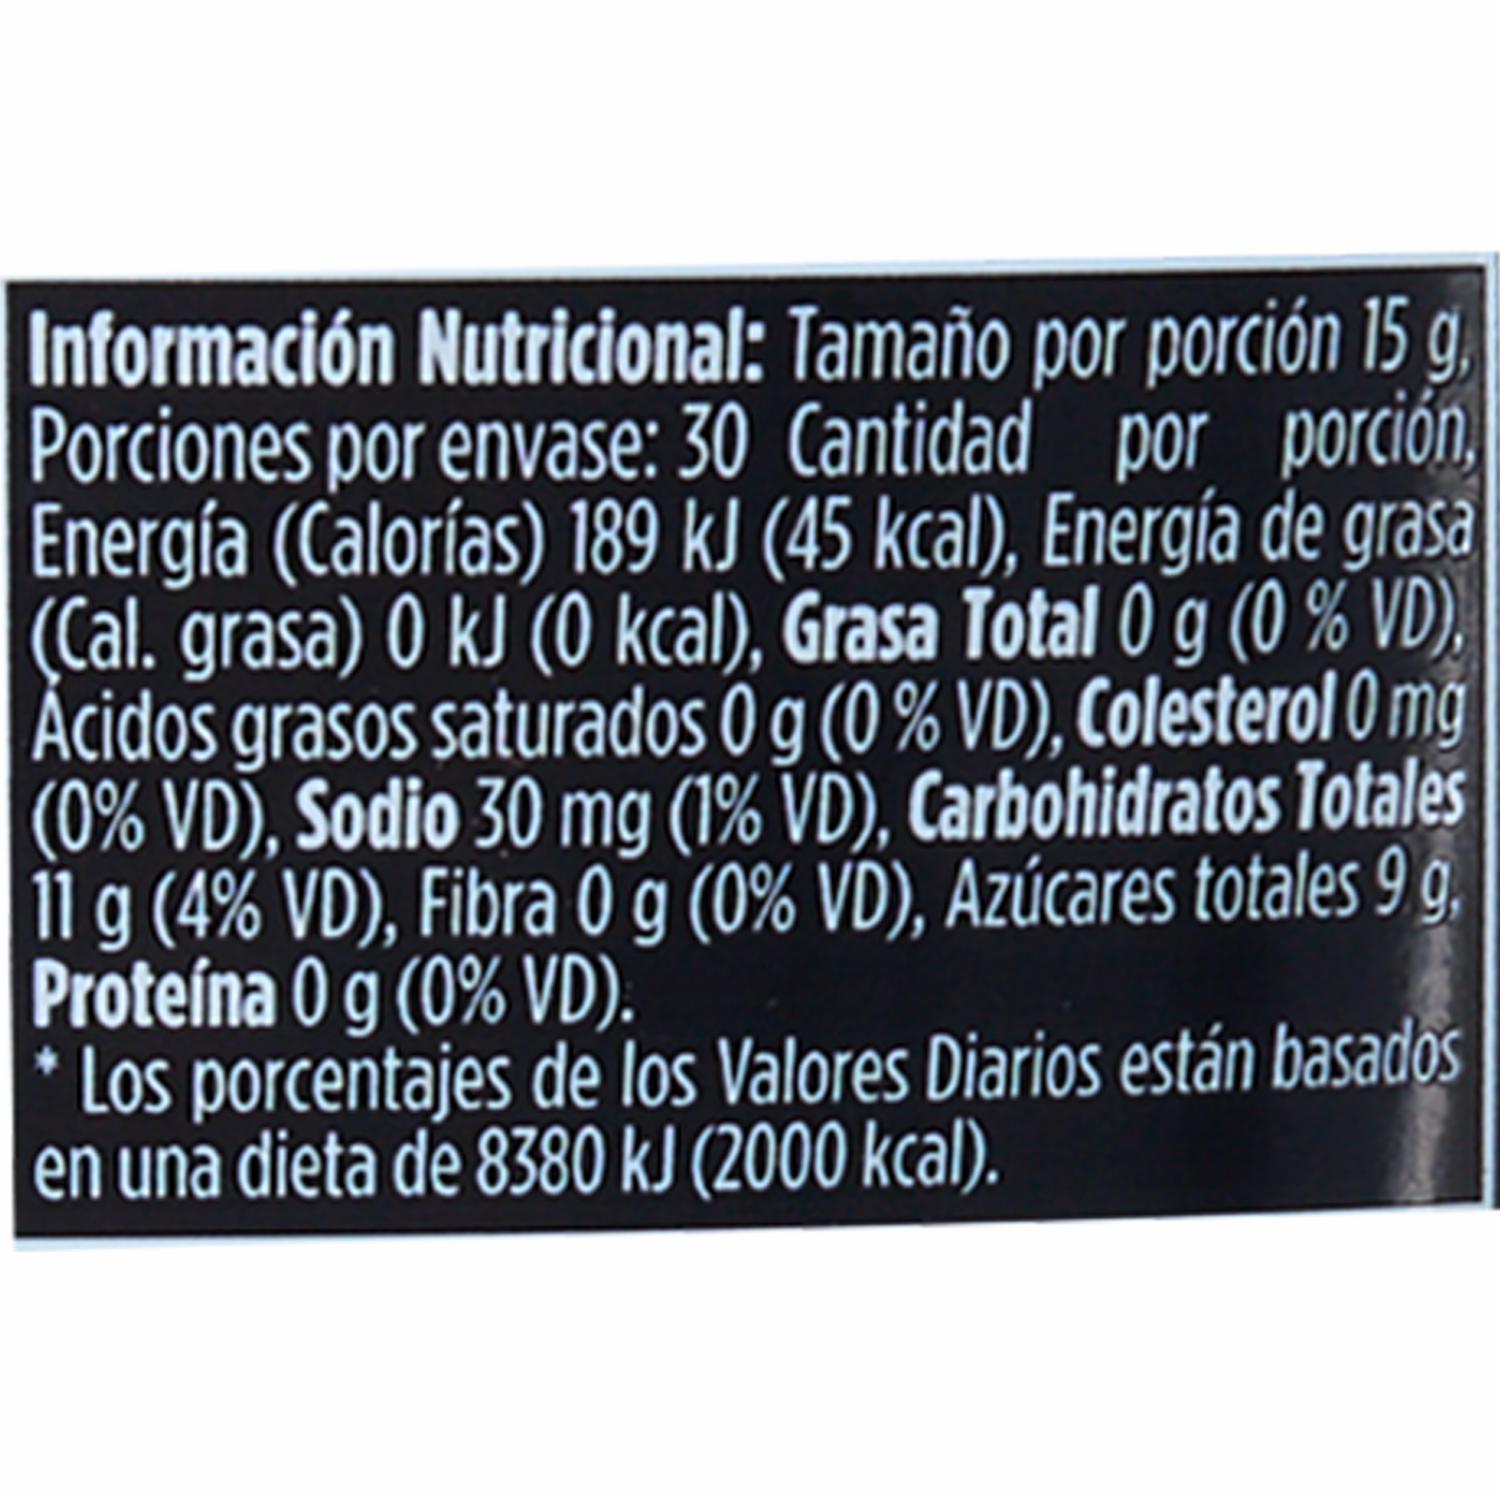 Información Nutricional: Tamaño por porción 15 g,
Porciones por envase: 30 Cantidad por porción,
Energía (Calorías) 189 kJ (45 kcal), Energía de grasa
(Cal. grasa) 0 kJ (0 kcal), Grasa Total 0 g (0 % VD),
Ácidos grasos saturados 0 g (0 % VD), Colesterol 0 mg
(0% VD), Sodio 30 mg (1% VD), Carbohidratos Totales
11 g (4% VD), Fibra 0 g (0% VD), Azúcares totales 9 g,
Proteína 0 g (0% VD).
* Los porcentajes de los Valores Diarios están basados
en una dieta de 8380 kJ (2000 kcal).